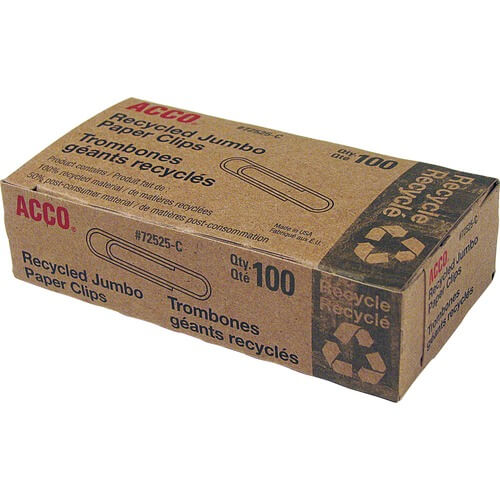 ACCO®
Recycled Jumbo
Paper Clips
#72525-C
Trombones
géants recyclés
Qty.
Qté 100
Product contains / Produit fait de :
100% recycled material / de matières recyclées
50% post-consumer material / de matières post-consommation
Made in USA
Fabriqué aux É.U.
Recycle
Recyclé
ACCO®
#72525-C
Recycled Jumbo
Paper Clips
Qty.
Qté 100
Trombones
géants recyclés
Recycle
Recyclé
ACCO®
Recycled Jumbo
Paper Clips
Trombones
géants recyclés